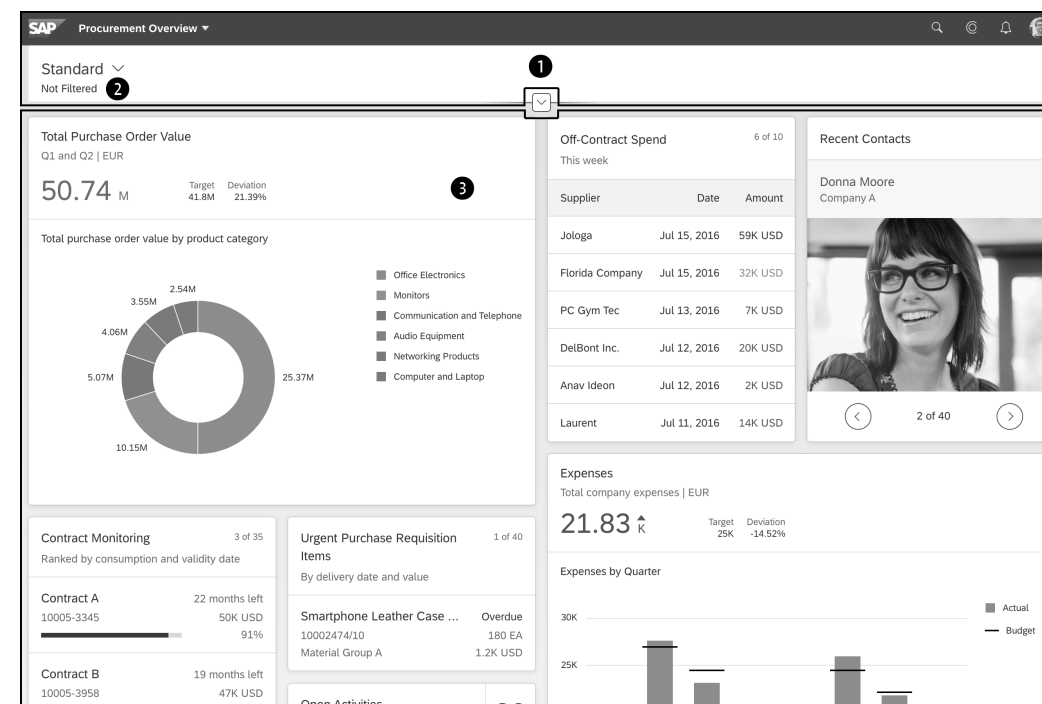 SAP Procurement Overview
Standard
1
Not Filtered 2
Total Purchase Order Value
Q1 and Q2 | EUR
50.74 M
Target Deviation
41.8M 21.39%
3
Total purchase order value by product category
2.54M
3.55M
4.06M
5.07M
25.37M
10.15M
Office Electronics
Monitors
Communication and Telephone
Audio Equipment
Networking Products
Computer and Laptop
Off-Contract Spend 6 of 10
This week
Supplier Date Amount
Jologa Jul 15, 2016 59K USD
Florida Company Jul 15, 2016 32K USD
PC Gym Tec Jul 13, 2016 7K USD
DelBont Inc. Jul 12, 2016 20K USD
Anav Ideon Jul 12, 2016 2K USD
Laurent Jul 11, 2016 14K USD
Recent Contacts
Donna Moore
Company A
2 of 40
Contract Monitoring 3 of 35
Ranked by consumption and validity date
Contract A 22 months left
10005-3345 50K USD
91%
Contract B 19 months left
10005-3958 47K USD
Urgent Purchase Requisition 1 of 40
Items
By delivery date and value
Smartphone Leather Case ... Overdue
10002474/10 180 EA
Material Group A 1.2K USD
Open Activities
Expenses
Total company expenses | EUR
21.83 K
Target Deviation
25K -14.52%
Expenses by Quarter
30K
25K
Actual
Budget